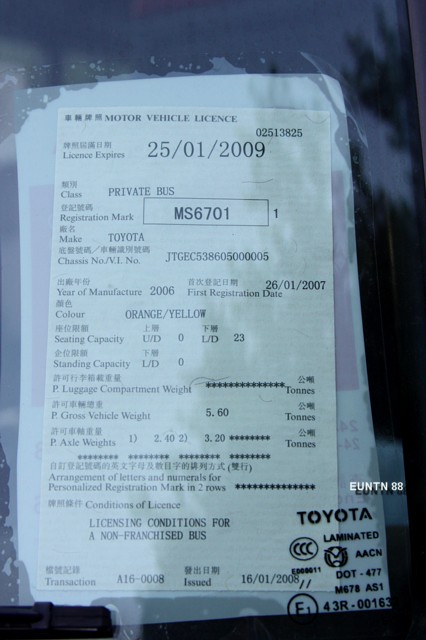 車輛牌照 MOTOR VEHICLE LICENCE
02513825
牌照屆滿日期
Licence Expires 25/01/2009
類別
Class PRIVATE BUS
登記號碼
Registration Mark MS6701 1
廠名
Make TOYOTA
底盤號碼／車輛識別號碼
Chassis No./V.I. No. JTGEC538605000005
出廠年份 首次登記日期 26/01/2007
Year of Manufacture 2006 First Registration Date
顏色
Colour ORANGE/YELLOW
座位限額 上層 下層
Seating Capacity U/D 0 L/D 23
企位限額 下層
Standing Capacity L/D 0
許可行李箱載重量 公噸
P. Luggage Compartment Weight ************** Tonnes
許可車輛總重 公噸
P. Gross Vehicle Weight 5.60 Tonnes
許可車軸重量 公噸
P. Axle Weights 1) 2.40 2) 3.20 ******** Tonnes
******** ******** ******** ********
自訂登記號碼的英文字母及數目字的排列方式 (雙行)
Arrangement of letters and numerals for
Personalized Registration Mark in 2 rows **************
牌照條件 Conditions of Licence
LICENSING CONDITIONS FOR
A NON-FRANCHISED BUS
檔號記錄 發出日期
Transaction A16-0008 Issued 16/01/2008 //
EUNTN 88
EUNTN 88
TOYOTA
CCC LAMINATED
E000011 M AACN
DOT - 477
M678 AS1
E1 43R-00163